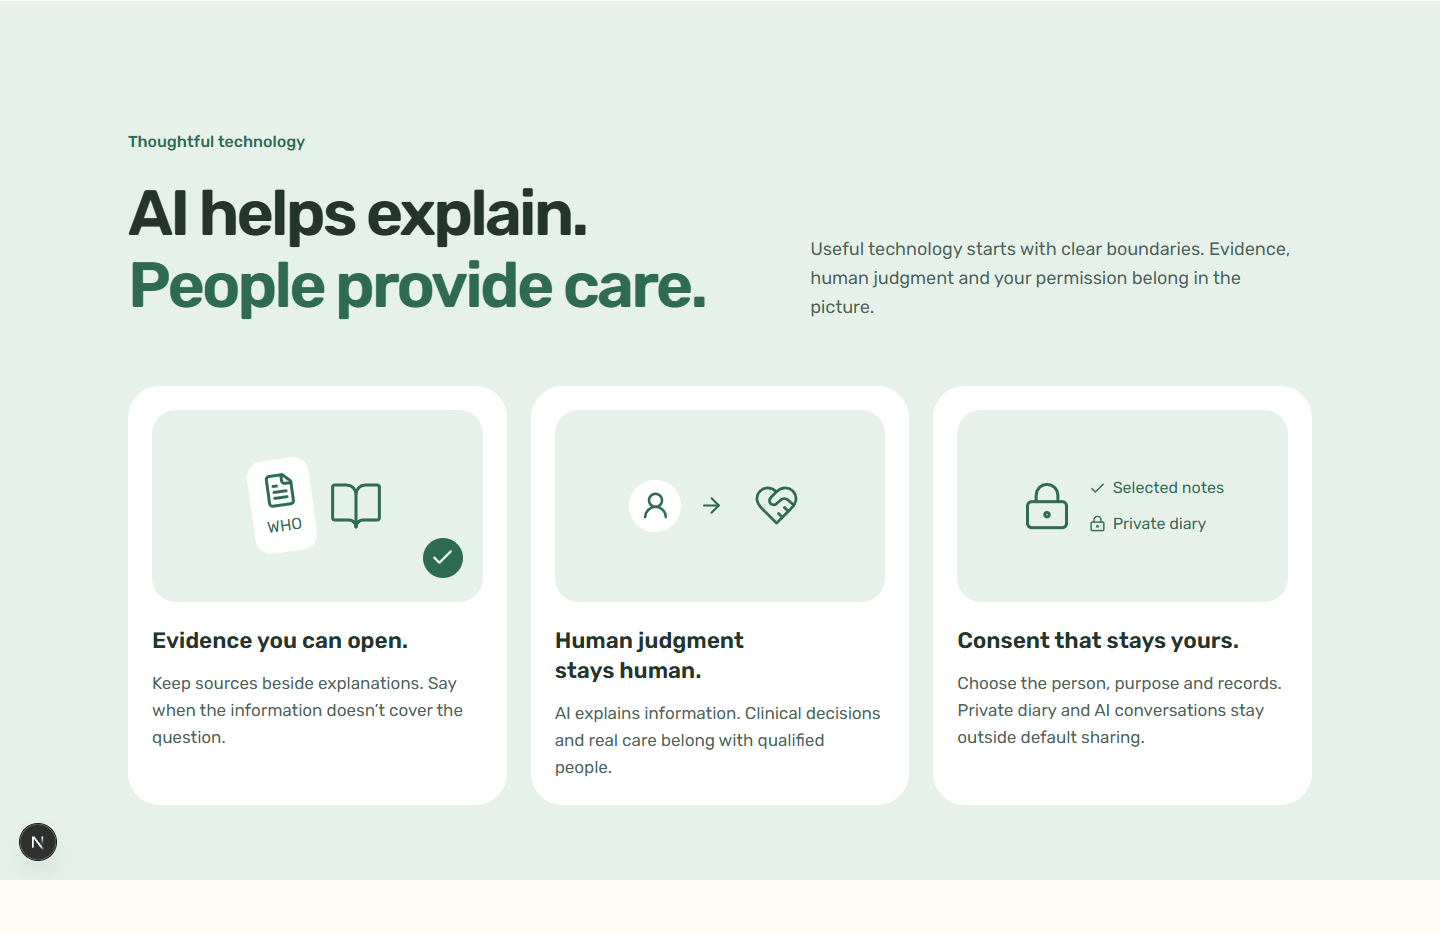 Thoughtful technology
AI helps explain.
People provide care.
Useful technology starts with clear boundaries. Evidence,
human judgment and your permission belong in the
picture.
WHO
Evidence you can open.
Keep sources beside explanations. Say
when the information doesn’t cover the
question.
Human judgment
stays human.
AI explains information. Clinical decisions
and real care belong with qualified
people.
Selected notes
Private diary
Consent that stays yours.
Choose the person, purpose and records.
Private diary and AI conversations stay
outside default sharing.
N